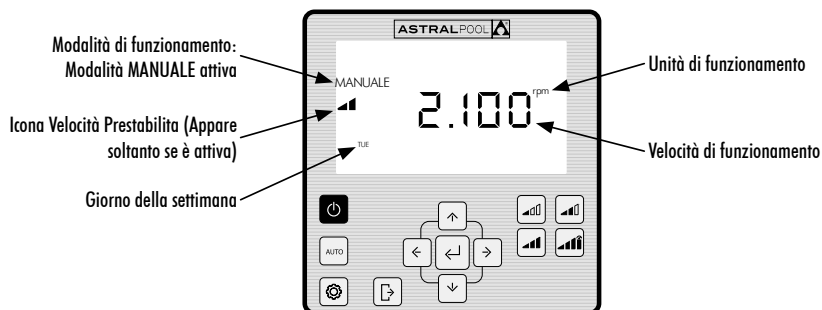 ASTRALPOOL
Modalità di funzionamento:
Modalità MANUALE attiva
Icona Velocità Prestabilita (Appare
soltanto se è attiva)
Giorno della settimana
MANUALE
2.100
rpm
TUE
Unità di funzionamento
Velocità di funzionamento
AUTO